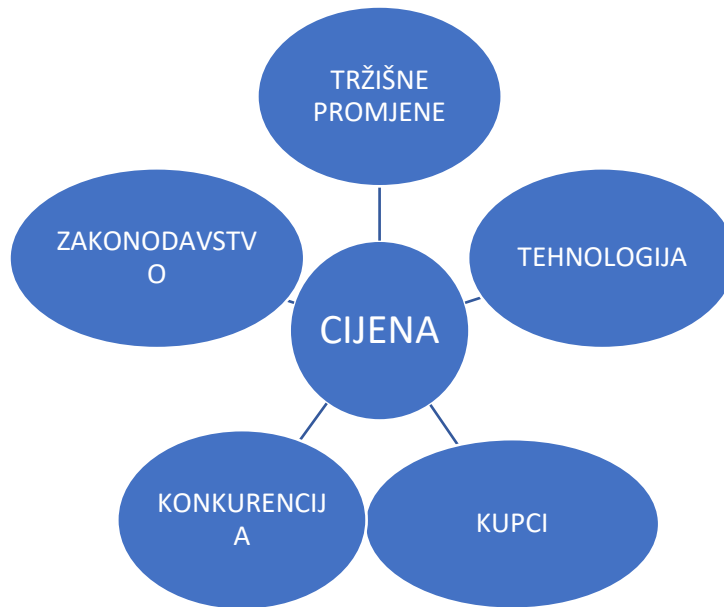 TRŽIŠNE
PROMJENE
ZAKONODAVSTV
O
TEHNOLOGIJA
CIJENA
KONKURENCIJ
A
KUPCI